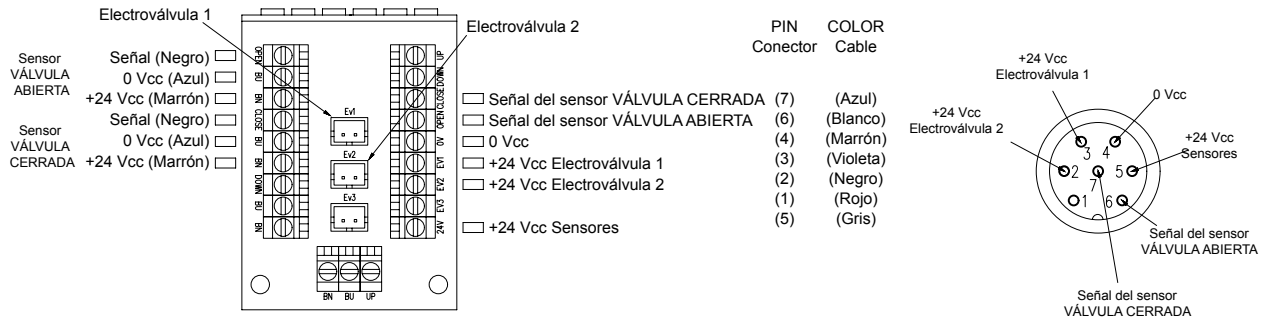 Electroválvula 1
Electroválvula 2
Sensor
VÁLVULA
ABIERTA
Señal (Negro)
0 Vcc (Azul)
+24 Vcc (Marrón)
Sensor
VÁLVULA
CERRADA
Señal (Negro)
0 Vcc (Azul)
+24 Vcc (Marrón)
OPEN
BU
BN
CLOSE
BU
BN
DOWN
BU
BN
Ev1
Ev2
Ev3
BN BU UP
UP
DOWN
CLOSE
OPEN
0V
EV1
EV2
EV3
24V
PIN COLOR
Conector Cable
Señal del sensor VÁLVULA CERRADA (7) (Azul)
Señal del sensor VÁLVULA ABIERTA (6) (Blanco)
0 Vcc (4) (Marrón)
+24 Vcc Electroválvula 1 (3) (Violeta)
+24 Vcc Electroválvula 2 (2) (Negro)
(1) (Rojo)
+24 Vcc Sensores (5) (Gris)
+24 Vcc
Electroválvula 1
0 Vcc
+24 Vcc
Electroválvula 2
+24 Vcc
Sensores
3 4
2 5
7
1 6
Señal del sensor
VÁLVULA ABIERTA
Señal del sensor
VÁLVULA CERRADA